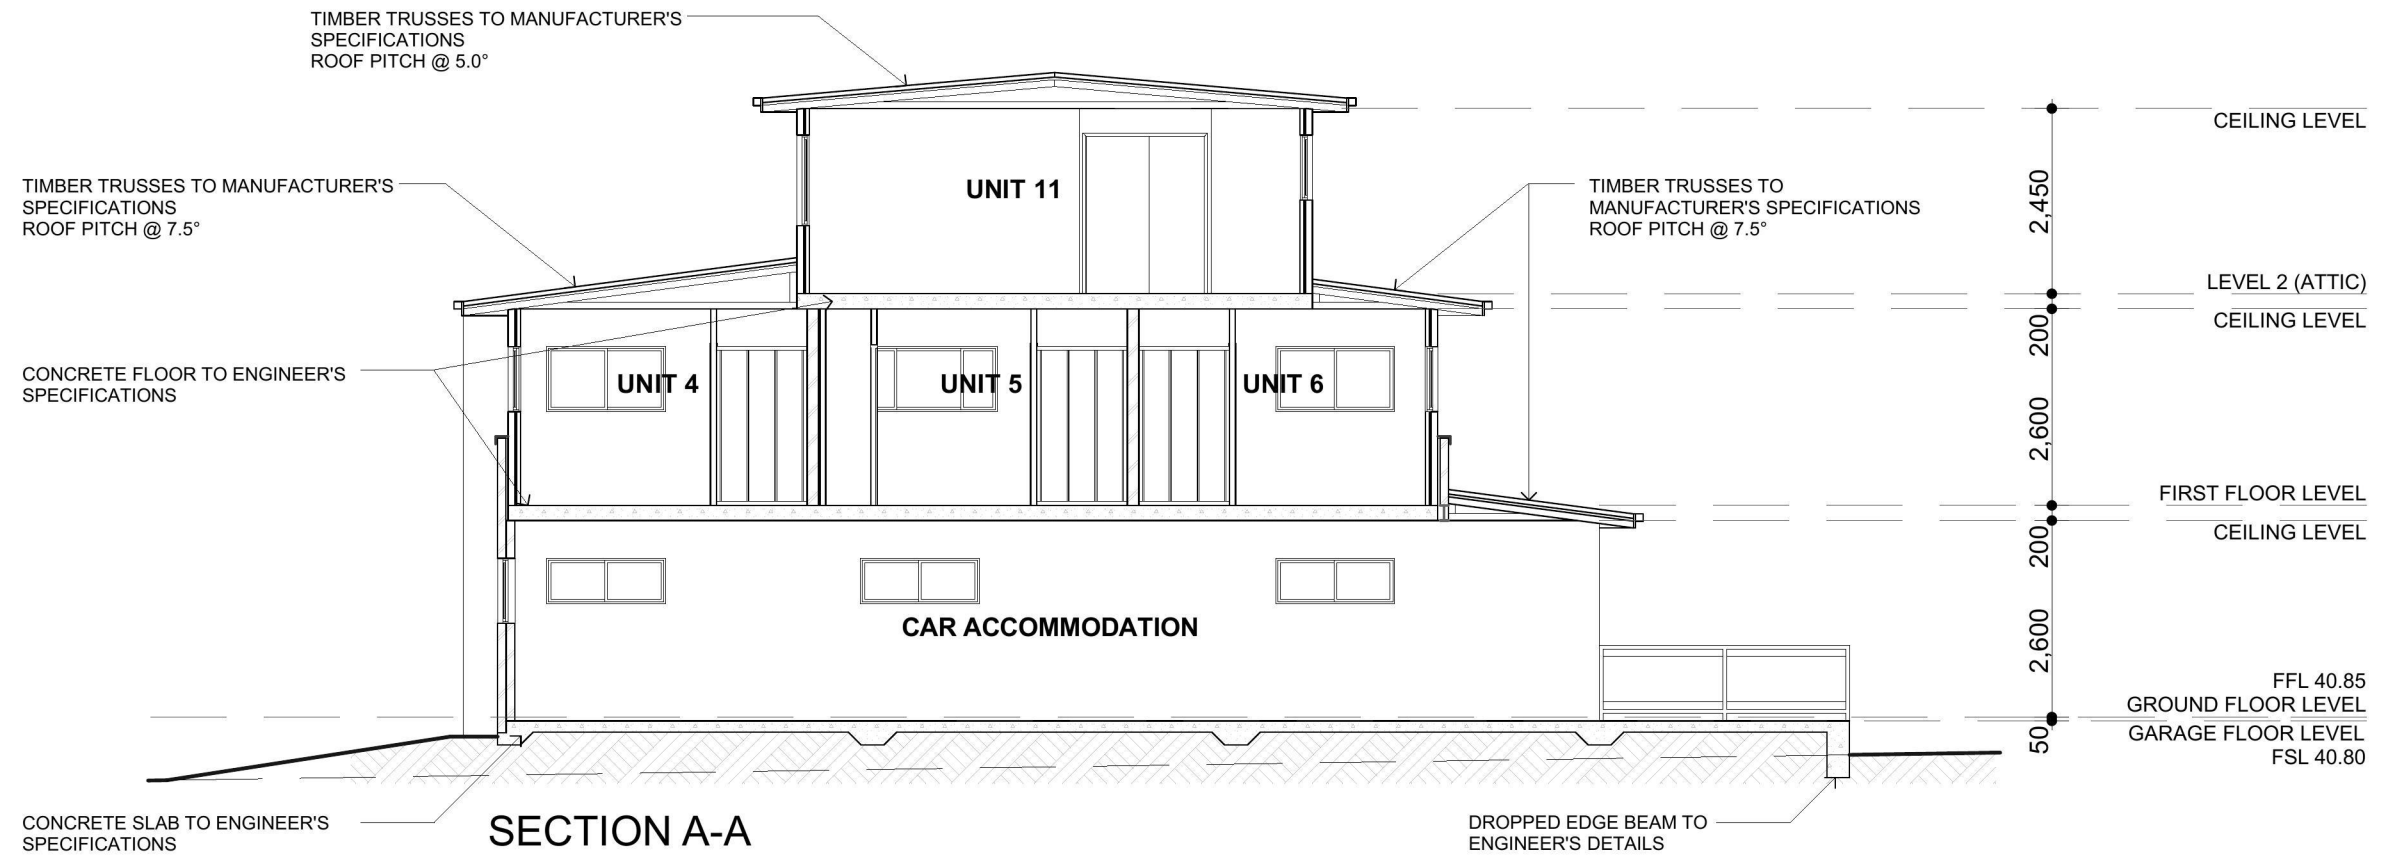 TIMBER TRUSSES TO MANUFACTURER'S
SPECIFICATIONS
ROOF PITCH @ 5.0°
CEILING LEVEL
TIMBER TRUSSES TO MANUFACTURER'S
SPECIFICATIONS
ROOF PITCH @ 7.5°
UNIT 11
TIMBER TRUSSES TO
MANUFACTURER'S SPECIFICATIONS
ROOF PITCH @ 7.5°
2,450
LEVEL 2 (ATTIC)
200
CEILING LEVEL
CONCRETE FLOOR TO ENGINEER'S
SPECIFICATIONS
UNIT 4
UNIT 5
UNIT 6
2,600
FIRST FLOOR LEVEL
200
CEILING LEVEL
CAR ACCOMMODATION
2,600
FFL 40.85
GROUND FLOOR LEVEL
50
GARAGE FLOOR LEVEL
FSL 40.80
CONCRETE SLAB TO ENGINEER'S
SPECIFICATIONS
SECTION A-A
DROPPED EDGE BEAM TO
ENGINEER'S DETAILS